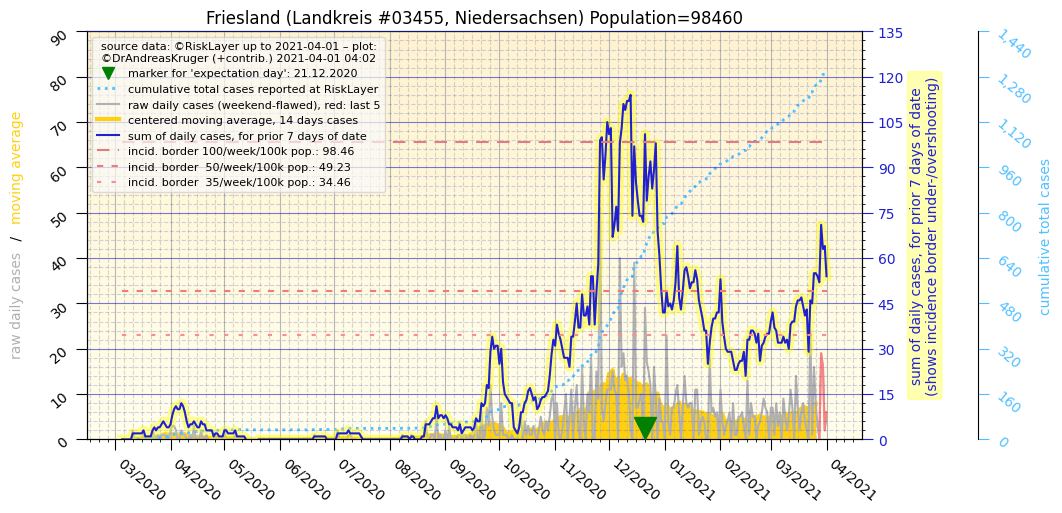 Friesland (Landkreis #03455, Niedersachsen) Population=98460
source data: ©RiskLayer up to 2021-04-01 – plot:
©DrAndreasKruger (+contrib.) 2021-04-01 04:02
marker for 'expectation day': 21.12.2020
cumulative total cases reported at RiskLayer
raw daily cases (weekend-flawed), red: last 5
centered moving average, 14 days cases
sum of daily cases, for prior 7 days of date
incid. border 100/week/100k pop.: 98.46
incid. border  50/week/100k pop.: 49.23
incid. border  35/week/100k pop.: 34.46
raw daily cases / moving average
90
80
70
60
50
40
30
20
10
0
03/2020
04/2020
05/2020
06/2020
07/2020
08/2020
09/2020
10/2020
11/2020
12/2020
01/2021
02/2021
03/2021
04/2021
135
120
105
90
75
60
45
30
15
0
sum of daily cases, for prior 7 days of date
(shows incidence border under-/overshooting)
1,440
1,280
1,120
960
800
640
480
320
160
0
cumulative total cases